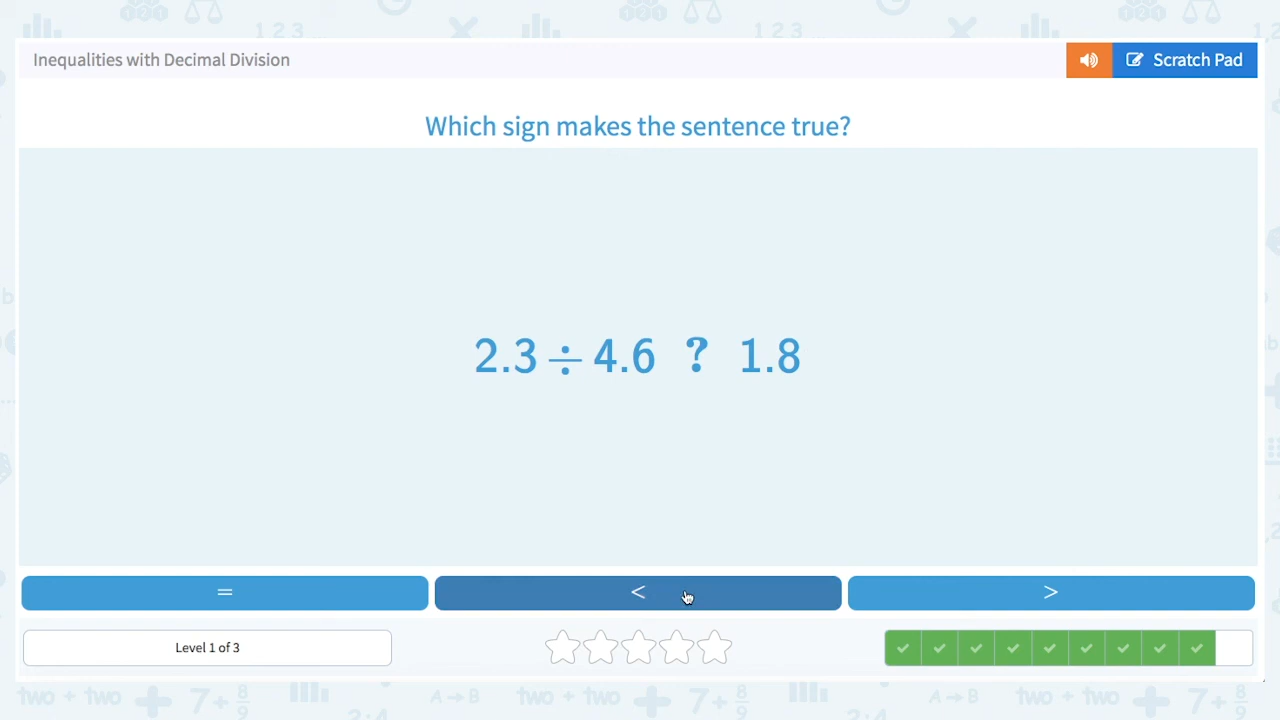 Inequalities with Decimal Division
Scratch Pad
Which sign makes the sentence true?
2.3 ÷ 4.6 ? 1.8
=
<
>
Level 1 of 3